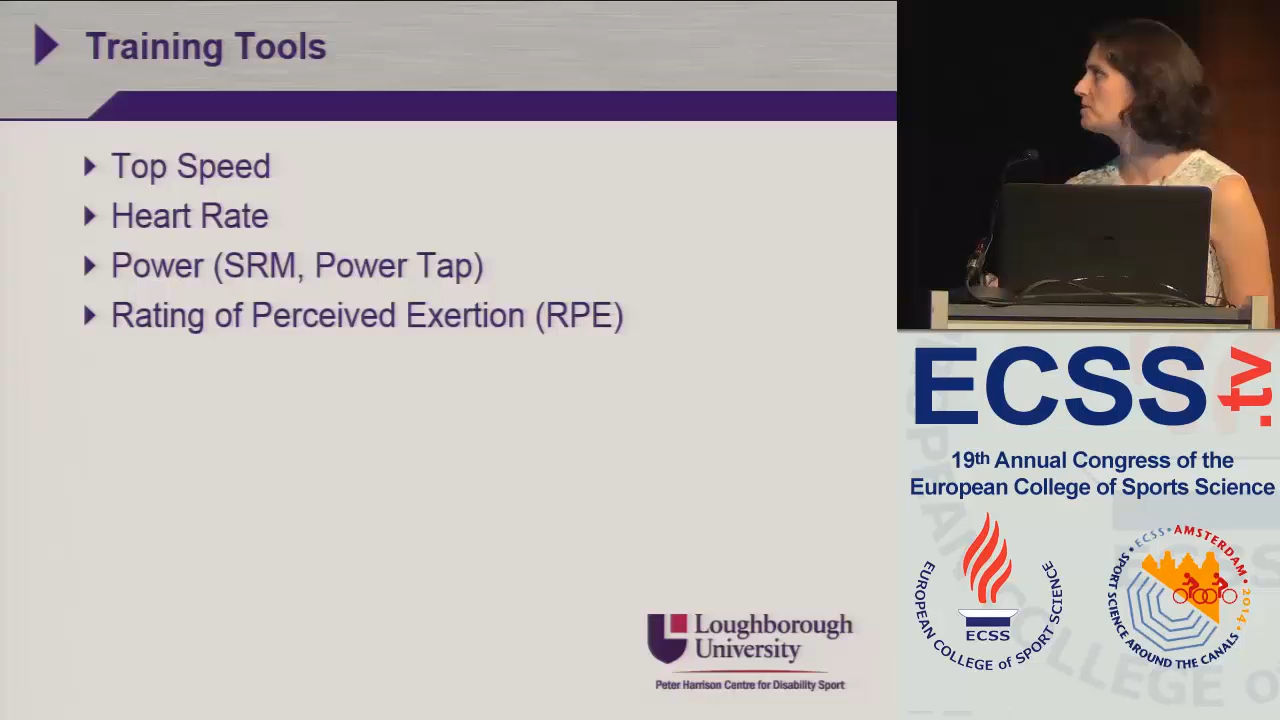 Training Tools
Top Speed
Heart Rate
Power (SRM, Power Tap)
Rating of Perceived Exertion (RPE)
Loughborough
University
Peter Harrison Centre for Disability Sport
ECSS
.tv
19th Annual Congress of the
European College of Sports Science
EUROPEAN COLLEGE of SPORT SCIENCE
ECSS
• ECSS • AMSTERDAM • 2014 •
SPORT SCIENCE AROUND THE CANALS